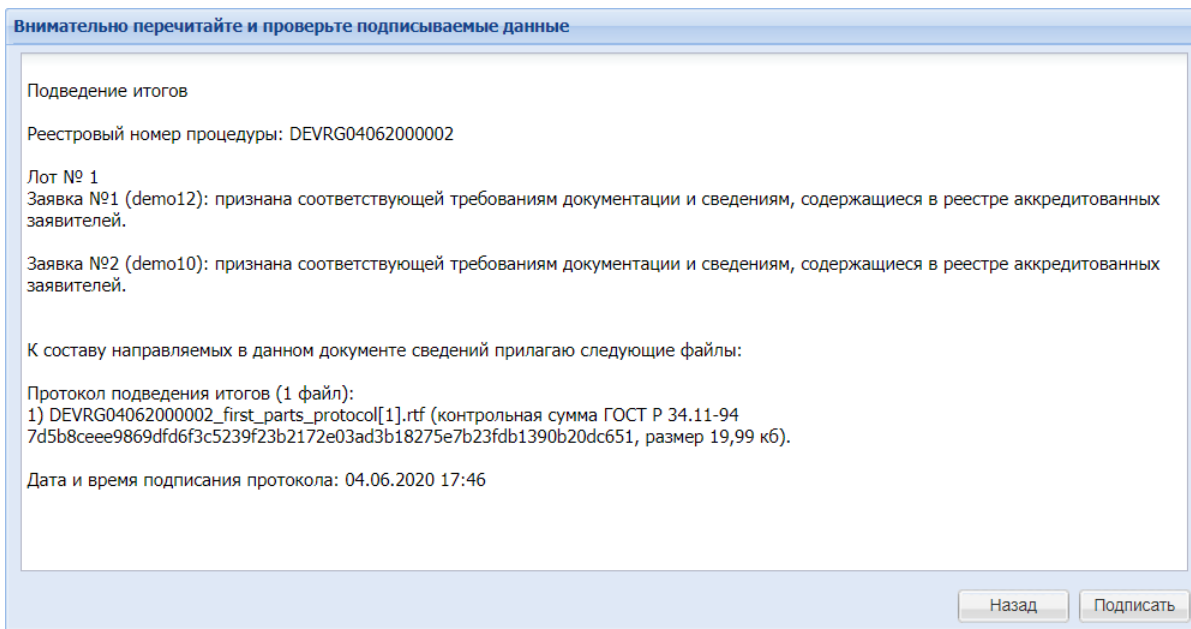 Внимательно перечитайте и проверьте подписываемые данные
Подведение итогов
Реестровый номер процедуры: DEVRG04062000002
Лот № 1
Заявка №1 (demo12): признана соответствующей требованиям документации и сведениям, содержащиеся в реестре аккредитованных
заявителей.
Заявка №2 (demo10): признана соответствующей требованиям документации и сведениям, содержащиеся в реестре аккредитованных
заявителей.
К составу направляемых в данном документе сведений прилагаю следующие файлы:
Протокол подведения итогов (1 файл):
1) DEVRG04062000002_first_parts_protocol[1].rtf (контрольная сумма ГОСТ Р 34.11-94
7d5b8ceee9869dfd6f3c5239f23b2172e03ad3b18275e7b23fdb1390b20dc651, размер 19,99 кб).
Дата и время подписания протокола: 04.06.2020 17:46
Назад
Подписать